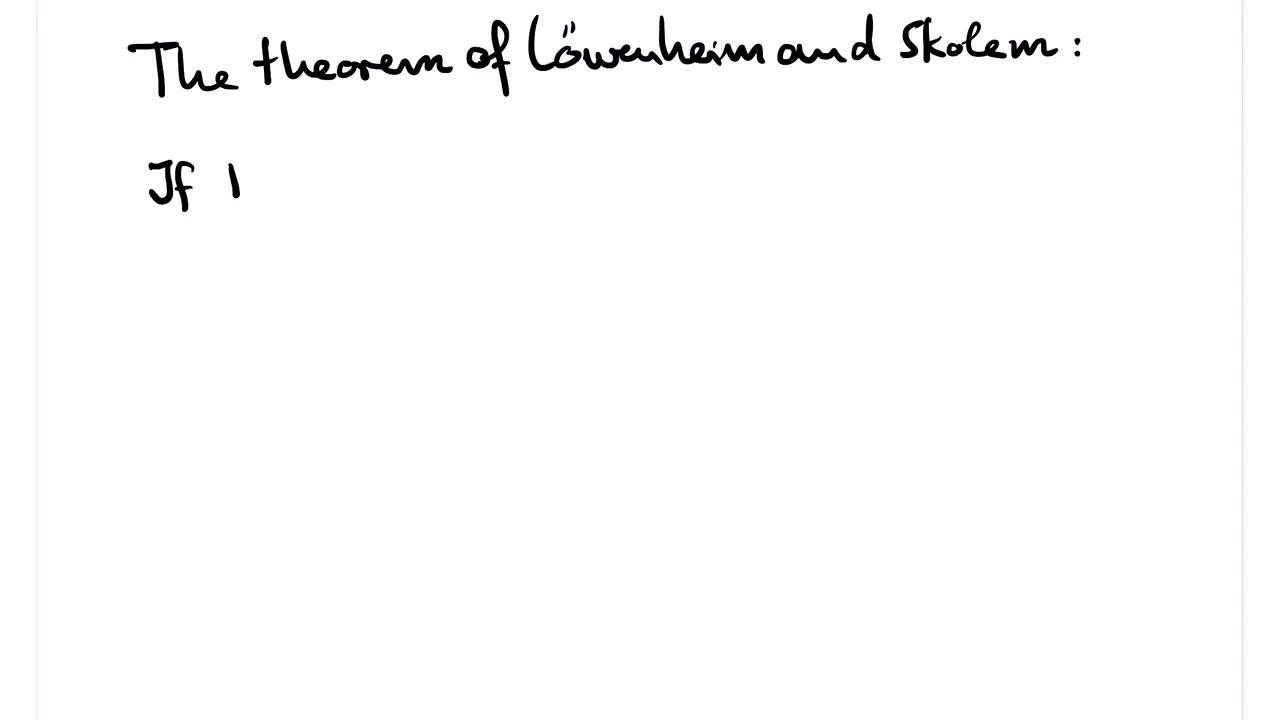 The theorem of Löwenheim and Skolem :
If